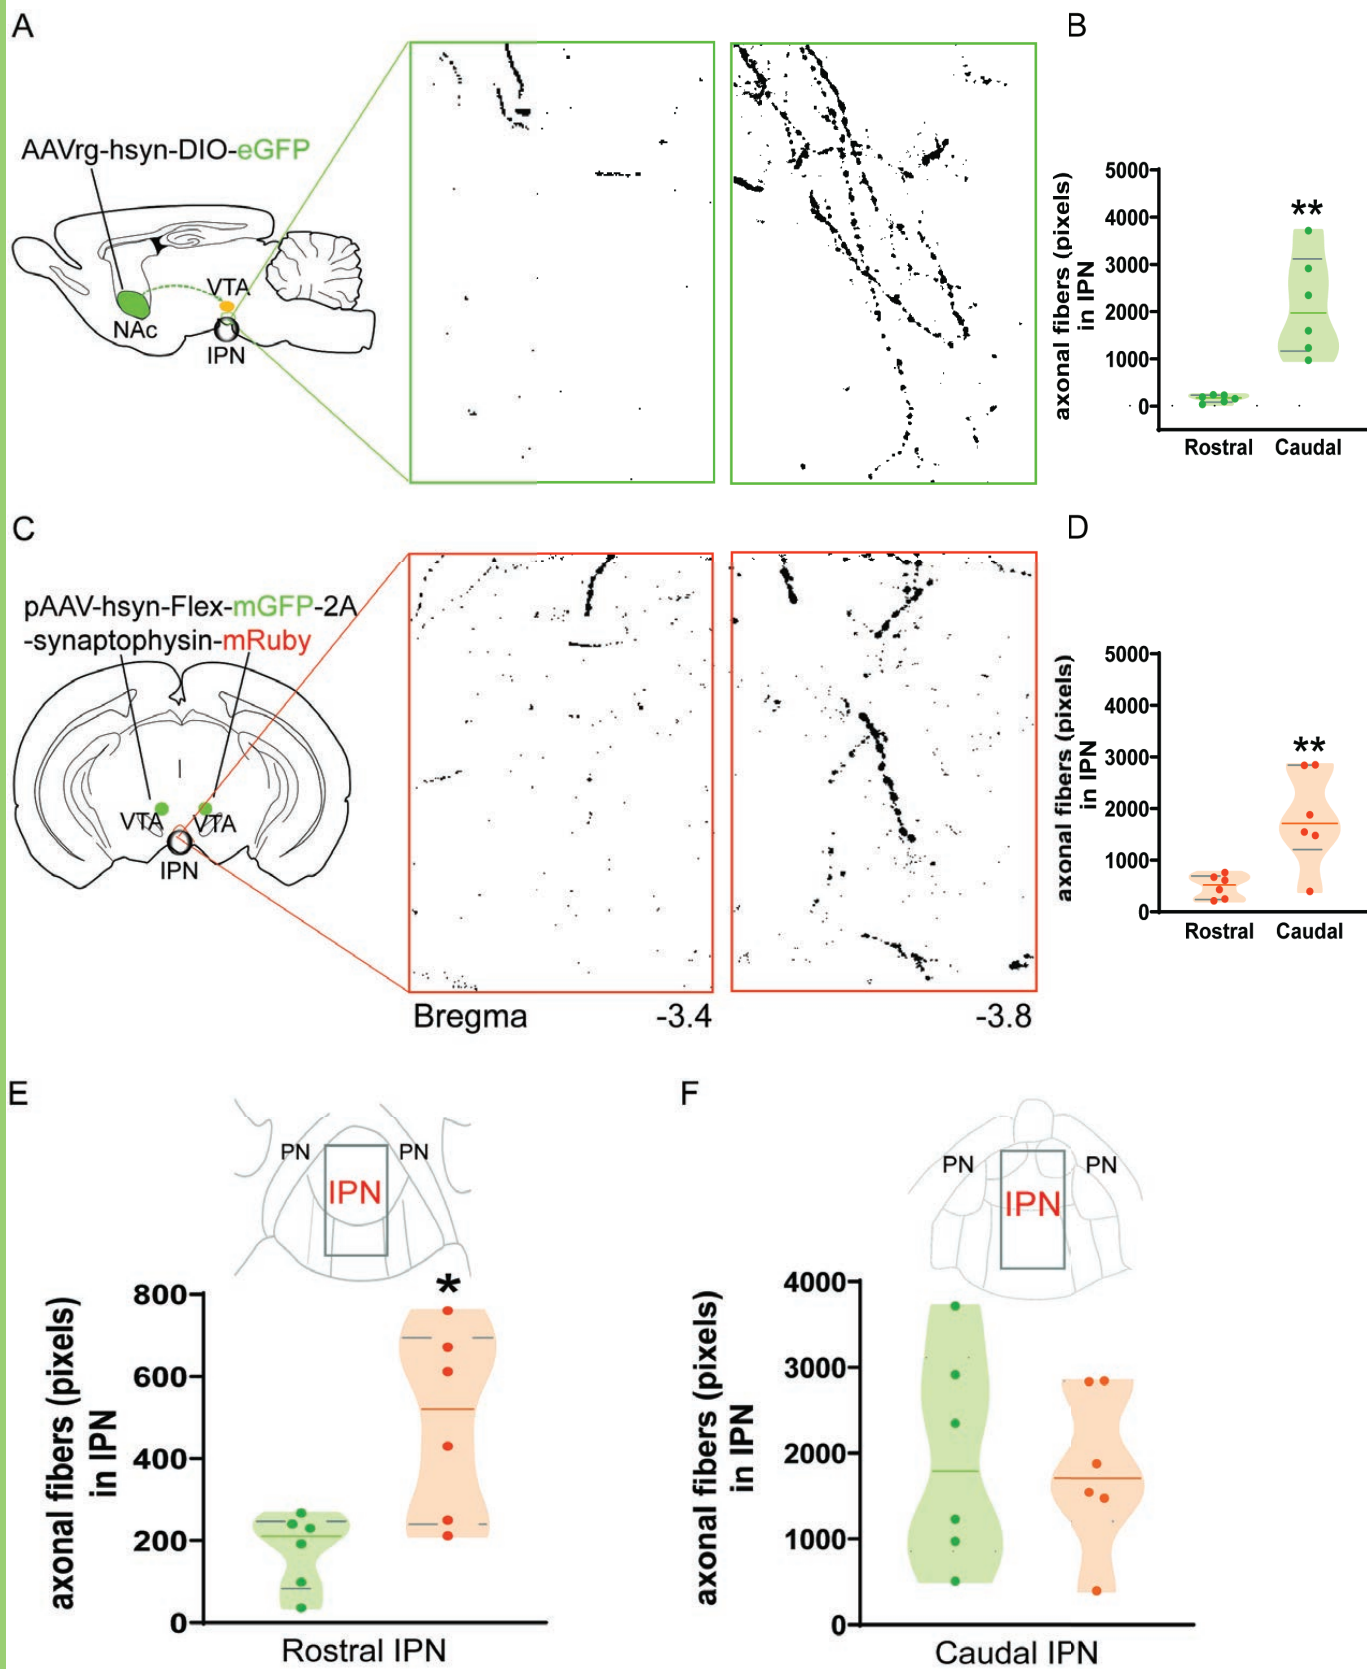 A
AAVrg-hsyn-DIO-eGFP
NAc
VTA
IPN
B
axonal fibers (pixels)
in IPN
5000
4000
3000
2000
1000
0
**
Rostral
Caudal
C
pAAV-hsyn-Flex-mGFP-2A
-synaptophysin-mRuby
VTA
VTA
IPN
Bregma
-3.4
-3.8
D
axonal fibers (pixels)
in IPN
5000
4000
3000
2000
1000
0
**
Rostral
Caudal
E
PN
PN
IPN
axonal fibers (pixels)
in IPN
800
600
400
200
0
*
Rostral IPN
F
PN
PN
IPN
axonal fibers (pixels)
in IPN
4000
3000
2000
1000
0
Caudal IPN